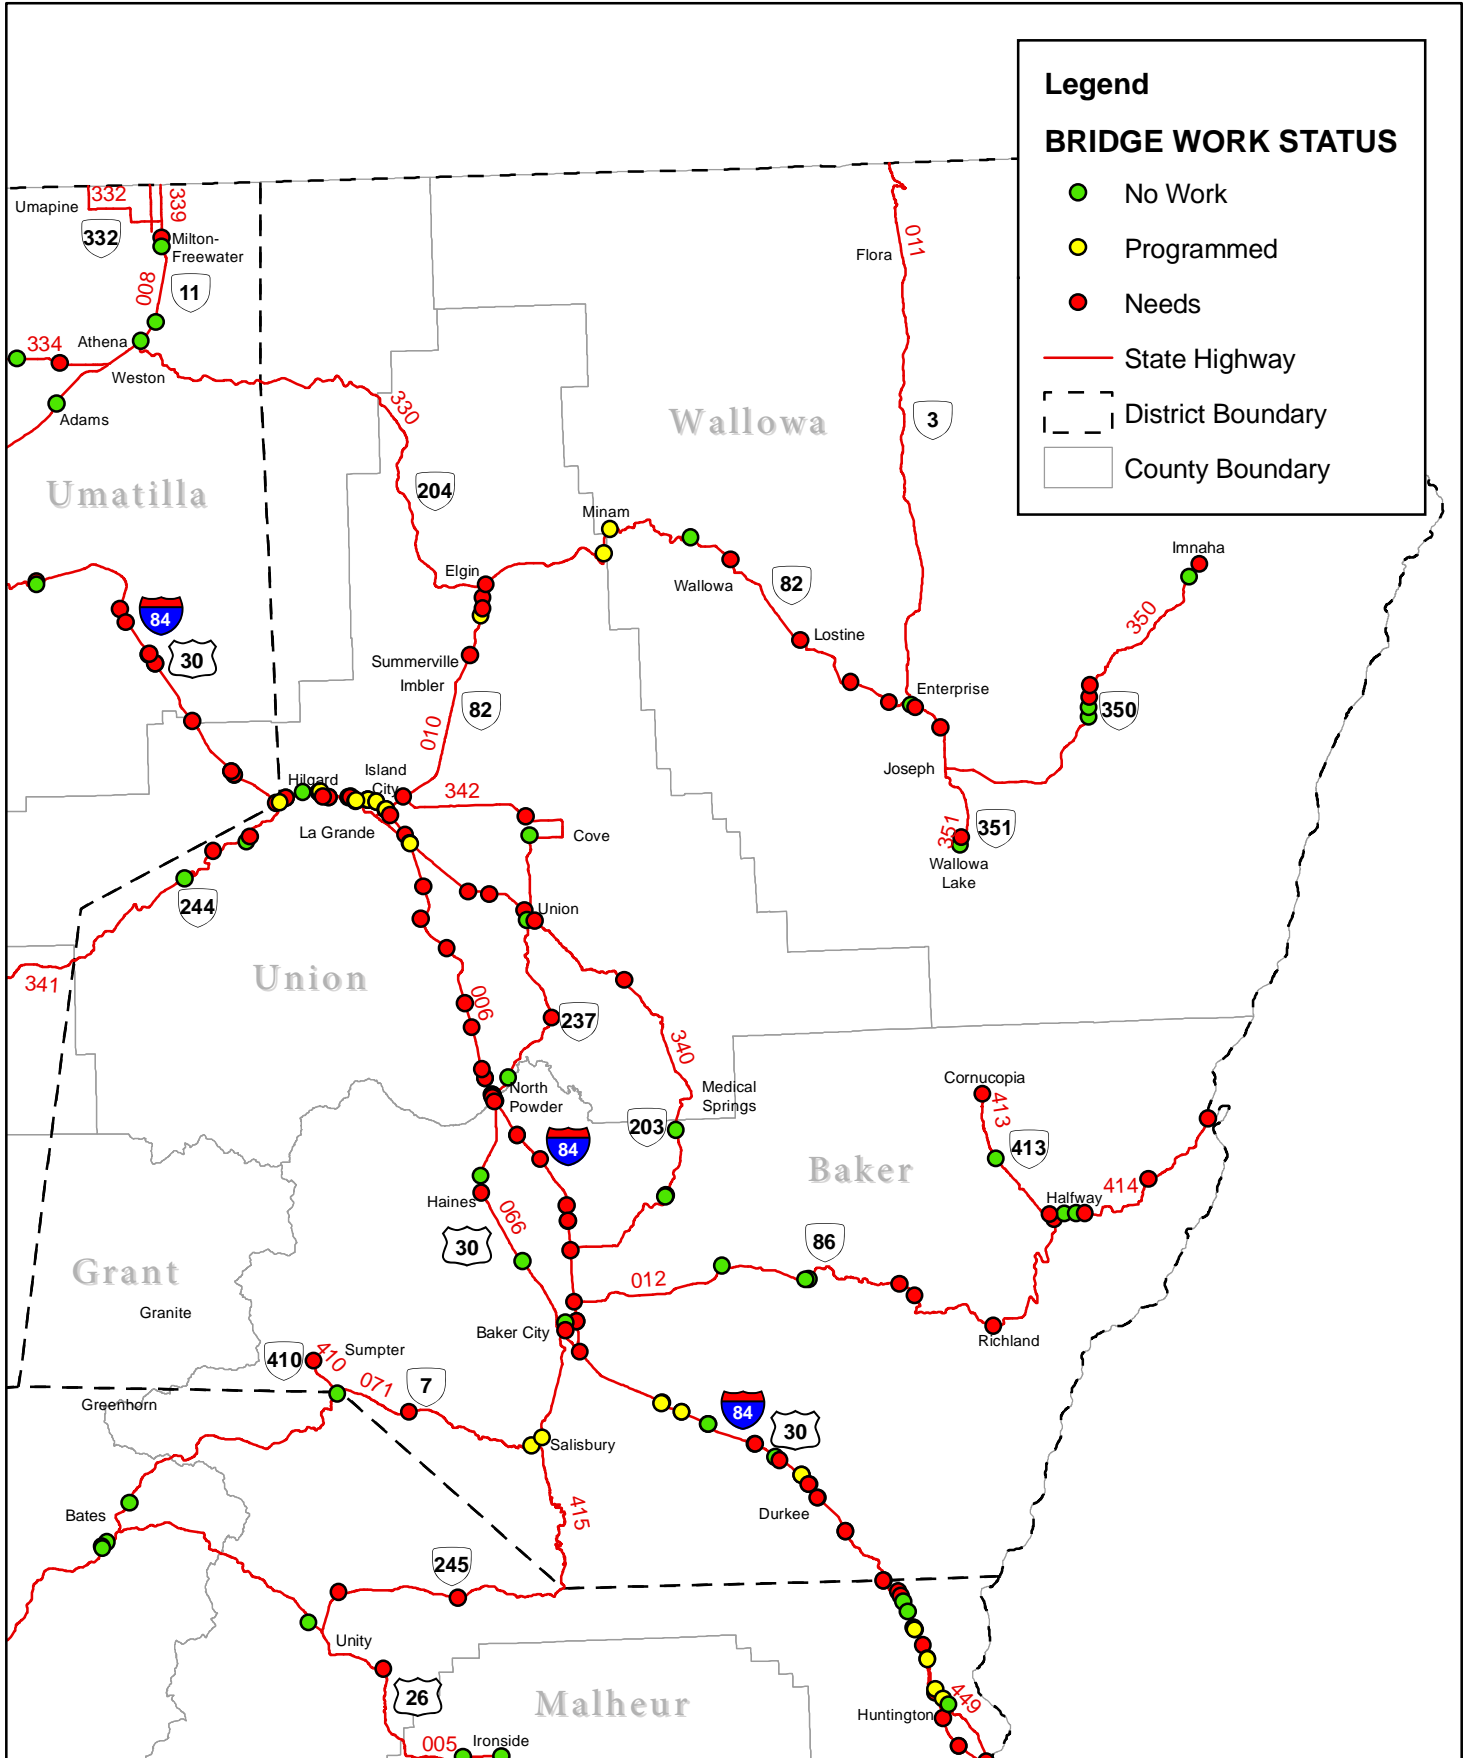 Legend
BRIDGE WORK STATUS
No Work
Programmed
Needs
State Highway
District Boundary
County Boundary
Umapine
332
339
332
Milton-
Freewater
008
11
334
Athena
Weston
Adams
330
Umatilla
204
Wallowa
Flora
011
3
Minam
Elgin
Wallowa
82
Imnaha
350
84
30
Summerville
Imbler
Lostine
Enterprise
350
82
010
Joseph
Hilgard
Island
City
342
La Grande
Cove
351
351
Wallowa
Lake
244
Union
341
Union
006
237
340
North
Powder
Medical
Springs
203
84
Cornucopia
413
413
Baker
Haines
066
30
Halfway
414
86
012
Grant
Granite
Baker City
Richland
410
410
Sumpter
071
7
Greenhorn
84
30
Salisbury
Bates
415
Durkee
245
Unity
26
Malheur
449
Huntington
005
Ironside